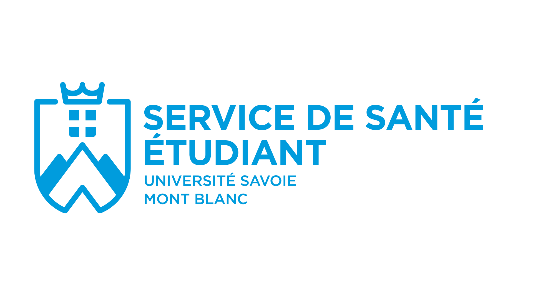 SERVICE DE SANTÉ
ÉTUDIANT
UNIVERSITÉ SAVOIE
MONT BLANC